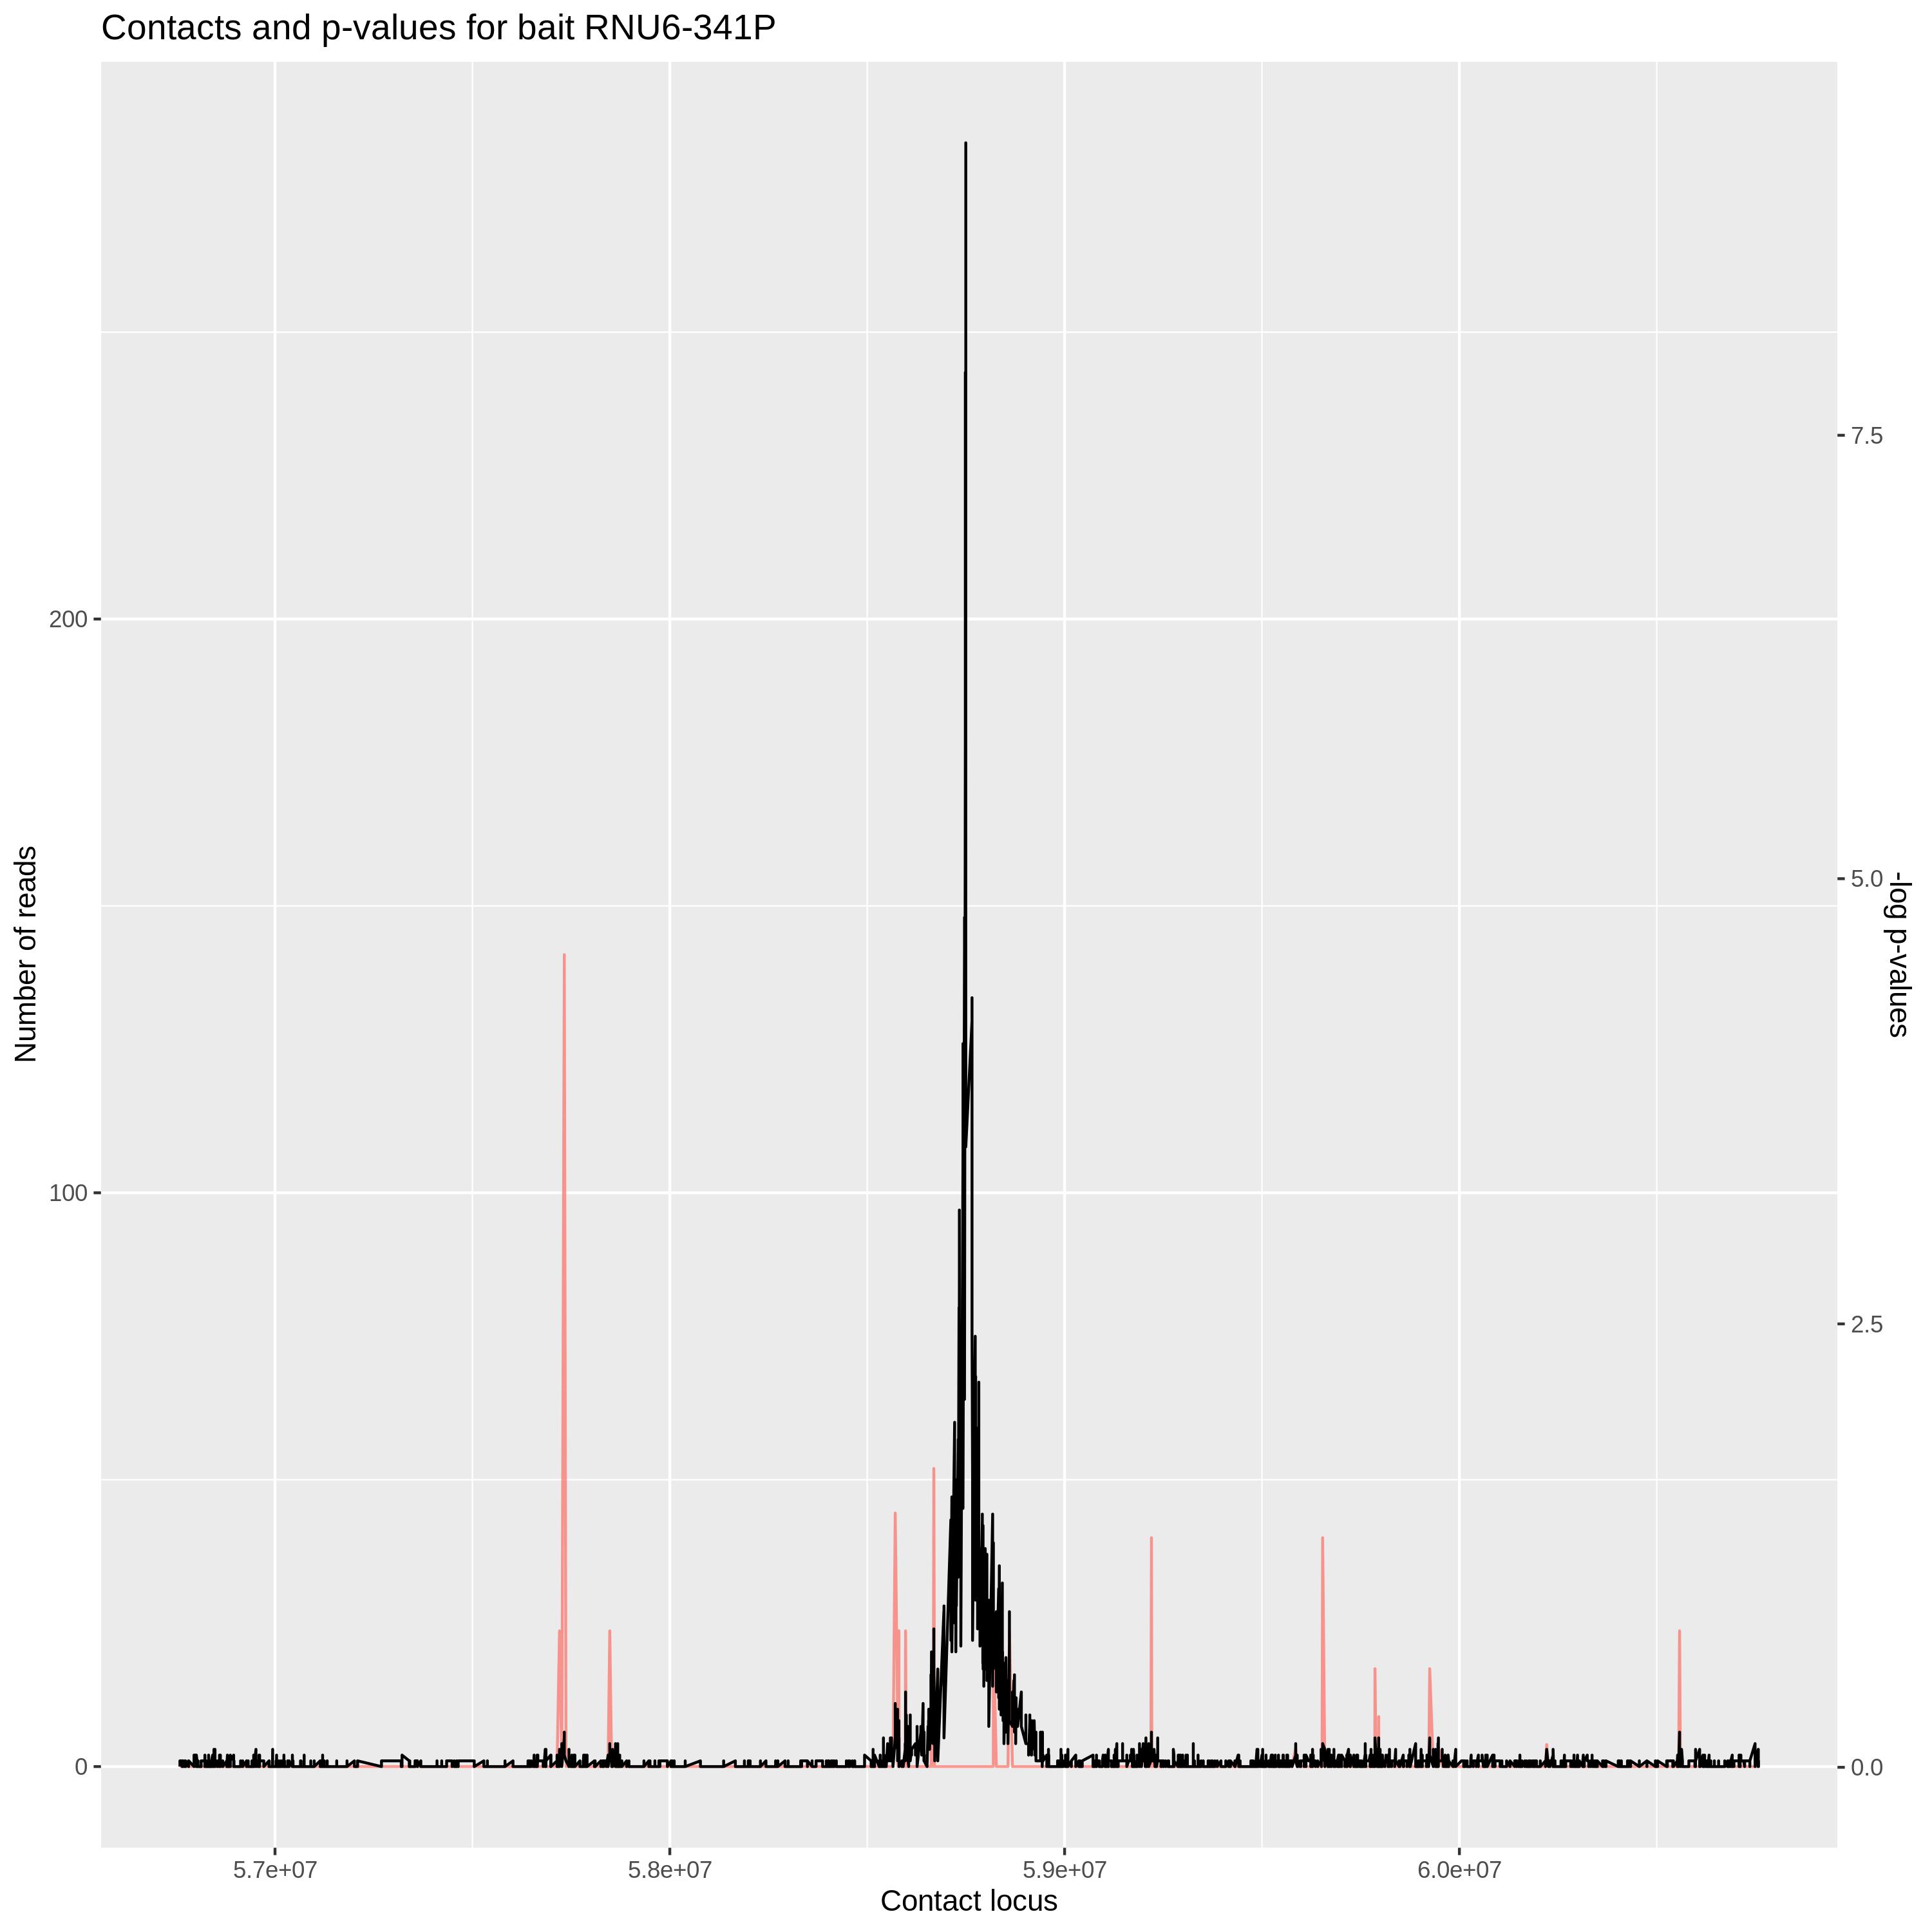 Contacts and p-values for bait RNU6-341P
Number of reads
200
100
0
7.5
5.0
2.5
0.0
-log p-values
5.7e+07
5.8e+07
5.9e+07
6.0e+07
Contact locus